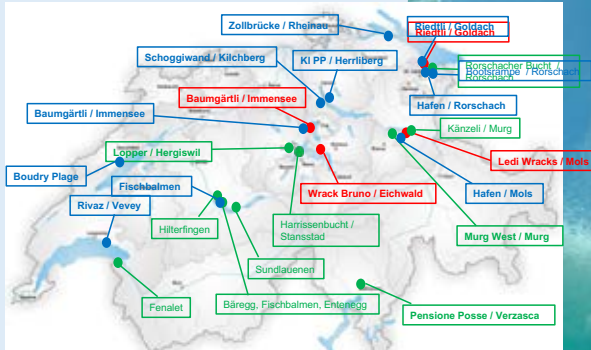 Zollbrücke / Rheinau
Riedtli / Goldach
Riedtli / Goldach
Schoggiwand / Kilchberg
KI PP / Herrliberg
Rorschacher Bucht /
Rorschach
Bootsrampe / Rorschach
Baumgärtli / Immensee
Hafen / Rorschach
Baumgärtli / Immensee
Känzeli / Murg
Lopper / Hergiswil
Ledi Wracks / Mols
Boudry Plage
Fischbalmen
Wrack Bruno / Eichwald
Hafen / Mols
Rivaz / Vevey
Hilterfingen
Harrissenbucht /
Stansstad
Murg West / Murg
Sundlauenen
Fenalet
Bäregg, Fischbalmen, Entenegg
Pensione Posse / Verzasca